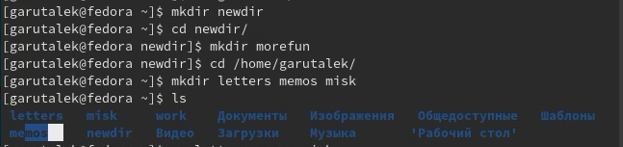 [garutalek@fedora ~]$ mkdir newdir
[garutalek@fedora ~]$ cd newdir/
[garutalek@fedora newdir]$ mkdir morefun
[garutalek@fedora newdir]$ cd /home/garutalek/
[garutalek@fedora ~]$ mkdir letters memos misk
[garutalek@fedora ~]$ ls
letters misk work Документы Изображения Общедоступные Шаблоны
memos newdir Видео Загрузки Музыка 'Рабочий стол'